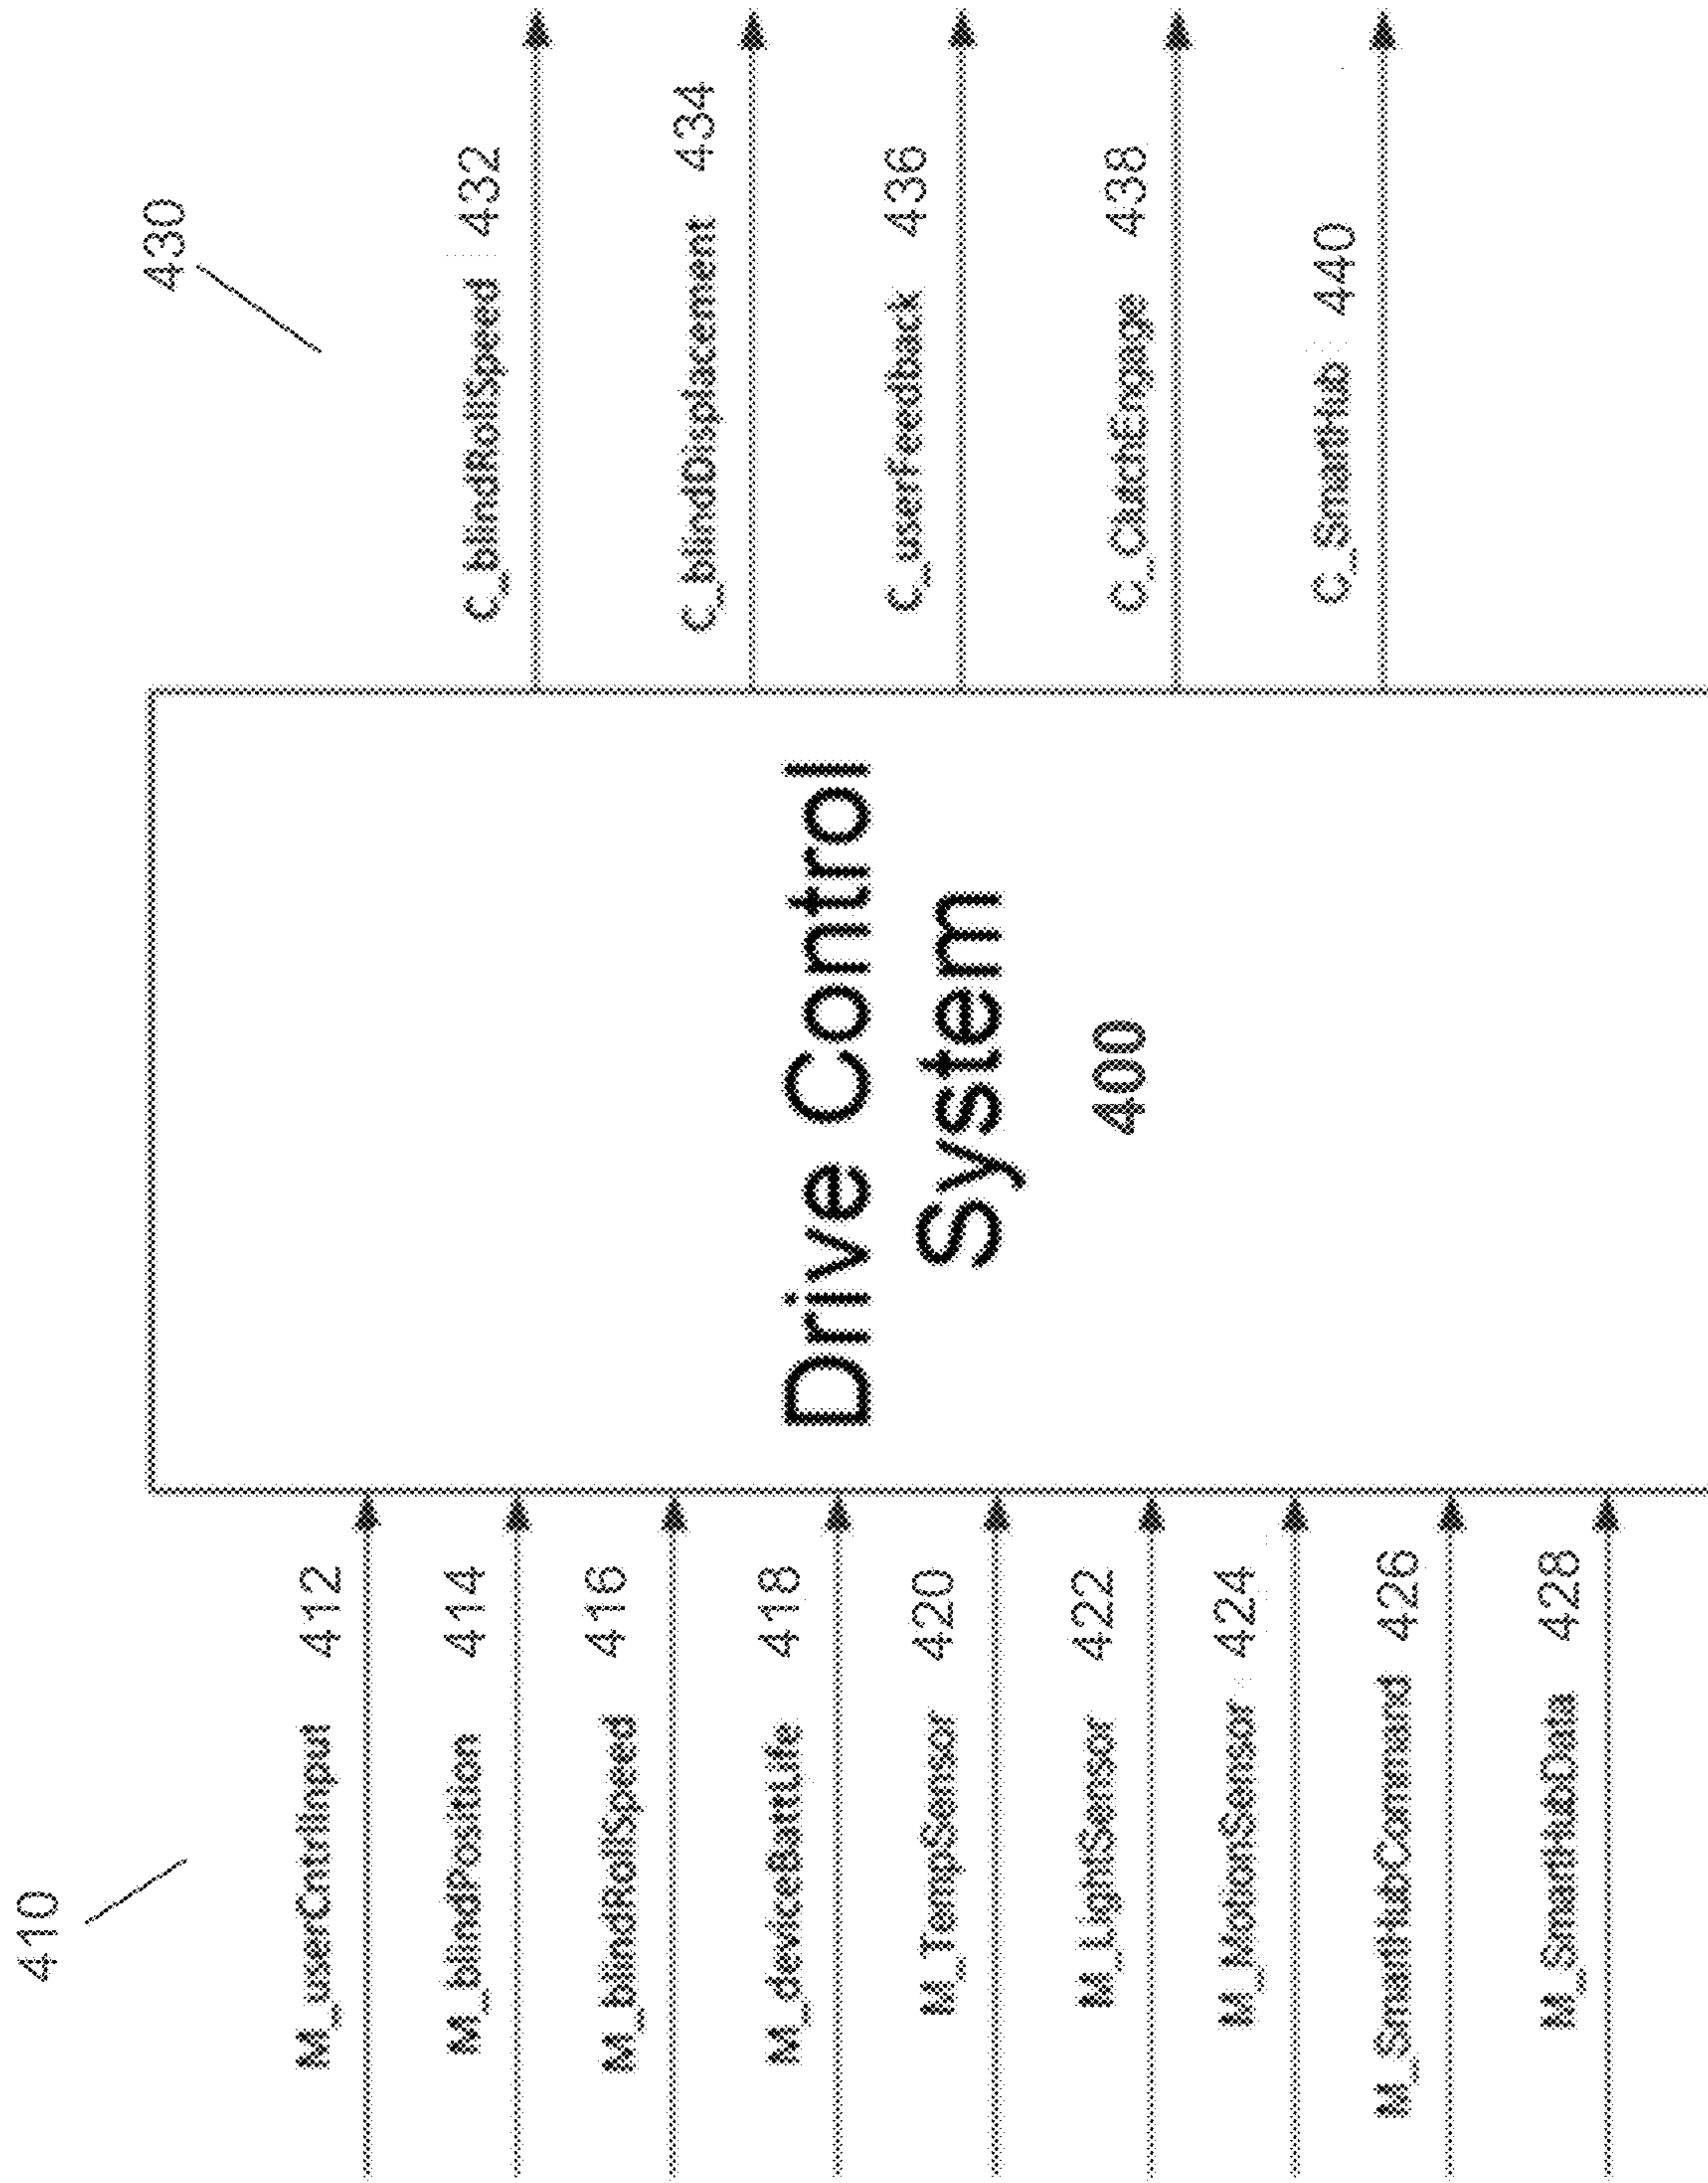 410
M_userCntrlInput 412
M_blindPosition 414
M_blindRollSpeed 416
M_deviceBattLife 418
M_TempSensor 420
M_LightSensor 422
M_MotionSensor 424
M_SmartHubCommand 426
M_SmartHubData 428
Drive Control
System
400
430
C_blindRollSpeed 432
C_blindDisplacement 434
C_userFeedback 436
C_ClutchEngage 438
C_SmartHub 440